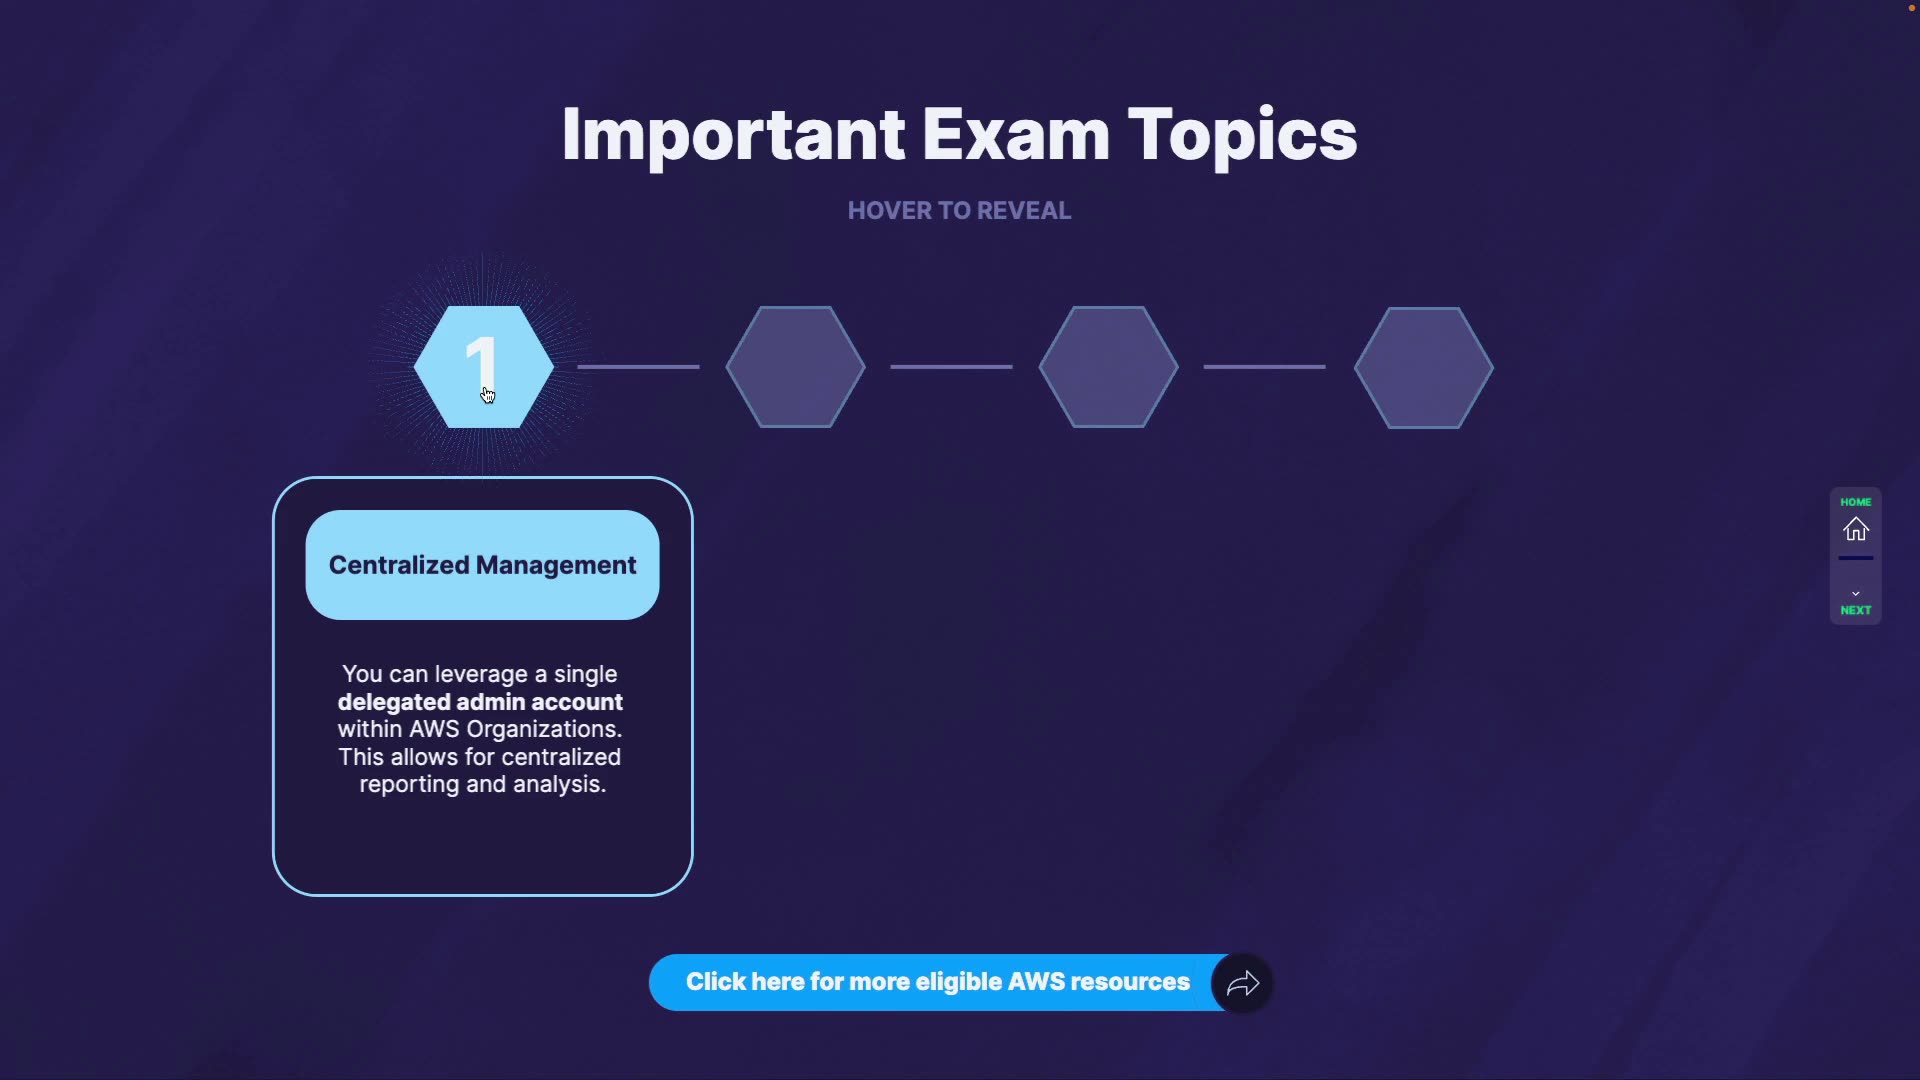 Important Exam Topics
HOVER TO REVEAL
1
Centralized Management
You can leverage a single
delegated admin account
within AWS Organizations.
This allows for centralized
reporting and analysis.
HOME
NEXT
Click here for more eligible AWS resources